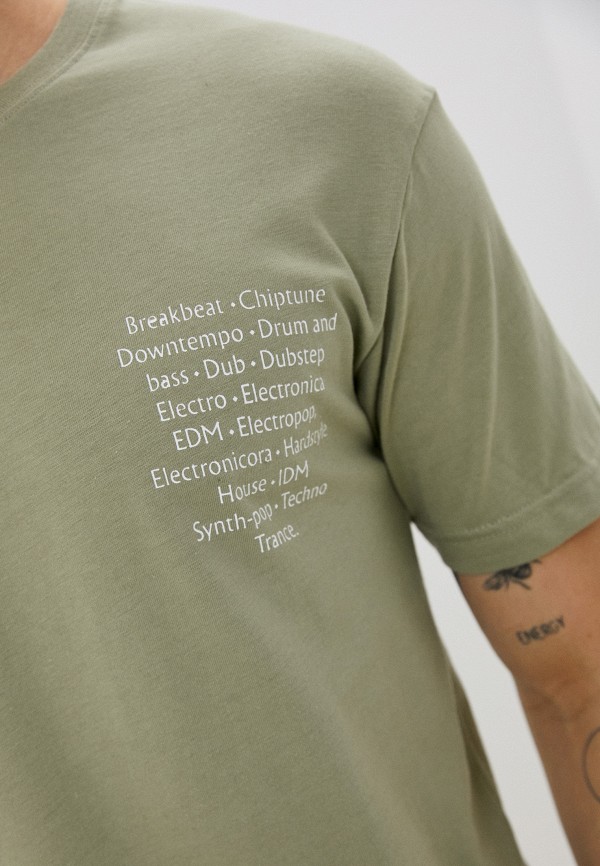 Breakbeat • Chiptune
Downtempo • Drum and
bass • Dub • Dubstep
Electro • Electronica
EDM • Electropop,
Electronicora • Hardstyle
House • IDM
Synth-pop • Techno
Trance.
ENERGY